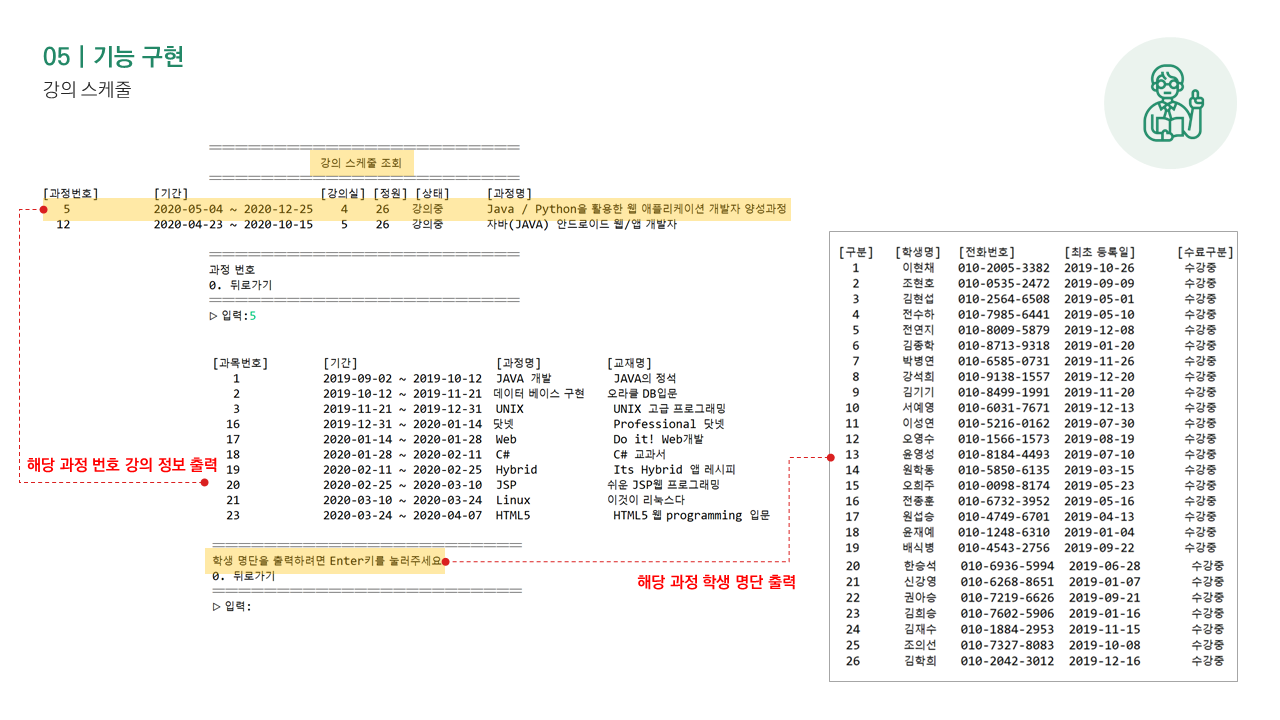 05 | 기능 구현
강의 스케줄
강의 스케줄 조회
[과정번호] [기간] [강의실] [정원] [상태] [과정명]
5 2020-05-04 ~ 2020-12-25 4 26 강의중 Java / Python을 활용한 웹 애플리케이션 개발자 양성과정
12 2020-04-23 ~ 2020-10-15 5 26 강의중 자바(JAVA) 안드로이드 웹/앱 개발자
과정 번호
0. 뒤로가기
▷ 입력:5
[과목번호] [기간] [과정명] [교재명]
1 2019-09-02 ~ 2019-10-12 JAVA 개발 JAVA의 정석
2 2019-10-12 ~ 2019-11-21 데이터 베이스 구현 오라클 DB입문
3 2019-11-21 ~ 2019-12-31 UNIX UNIX 고급 프로그래밍
16 2019-12-31 ~ 2020-01-14 닷넷 Professional 닷넷
17 2020-01-14 ~ 2020-01-28 Web Do it! Web개발
18 2020-01-28 ~ 2020-02-11 C# C# 교과서
19 2020-02-11 ~ 2020-02-25 Hybrid Its Hybrid 앱 레시피
20 2020-02-25 ~ 2020-03-10 JSP 쉬운 JSP웹 프로그래밍
21 2020-03-10 ~ 2020-03-24 Linux 이것이 리눅스다
23 2020-03-24 ~ 2020-04-07 HTML5 HTML5 웹 programming 입문
해당 과정 번호 강의 정보 출력
학생 명단을 출력하려면 Enter키를 눌러주세요
0. 뒤로가기
▷ 입력:
해당 과정 학생 명단 출력
[구분] [학생명] [전화번호] [최초 등록일] [수료구분]
1 이현채 010-2005-3382 2019-10-26 수강중
2 조현호 010-0535-2472 2019-09-09 수강중
3 김현섭 010-2564-6508 2019-05-01 수강중
4 전수하 010-7985-6441 2019-05-10 수강중
5 전연지 010-8009-5879 2019-12-08 수강중
6 김종학 010-8713-9318 2019-01-20 수강중
7 박병연 010-6585-0731 2019-11-26 수강중
8 강석희 010-9138-1557 2019-12-20 수강중
9 김기기 010-8499-1991 2019-11-20 수강중
10 서예영 010-6031-7671 2019-12-13 수강중
11 이성연 010-5216-0162 2019-07-30 수강중
12 오영수 010-1566-1573 2019-08-19 수강중
13 윤영성 010-8184-4493 2019-07-10 수강중
14 원학동 010-5850-6135 2019-03-15 수강중
15 오희주 010-0098-8174 2019-05-23 수강중
16 전종훈 010-6732-3952 2019-05-16 수강중
17 원섭승 010-4749-6701 2019-04-13 수강중
18 윤재예 010-1248-6310 2019-01-04 수강중
19 배식병 010-4543-2756 2019-09-22 수강중
20 한승석 010-6936-5994 2019-06-28 수강중
21 신강영 010-6268-8651 2019-01-07 수강중
22 권아승 010-7219-6626 2019-09-21 수강중
23 김희승 010-7602-5906 2019-01-16 수강중
24 김재수 010-1884-2953 2019-11-15 수강중
25 조의선 010-7327-8083 2019-10-08 수강중
26 김학희 010-2042-3012 2019-12-16 수강중